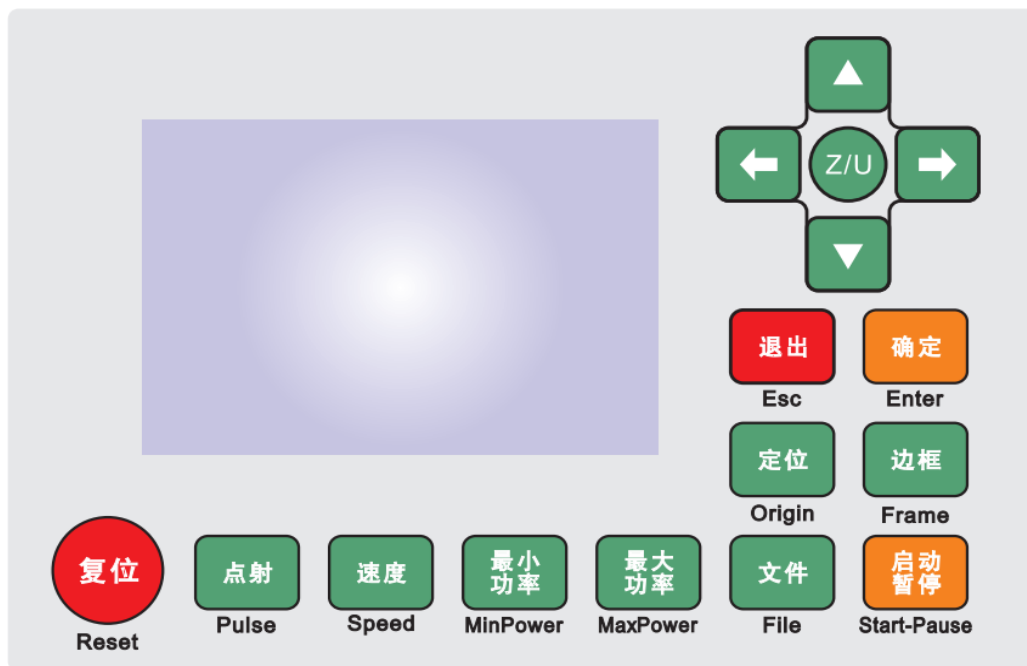 Z/U
退出
确定
Esc
Enter
定位
边框
Origin
Frame
复位
点射
速度
最小
功率
最大
功率
文件
启动
暂停
Reset
Pulse
Speed
MinPower
MaxPower
File
Start-Pause